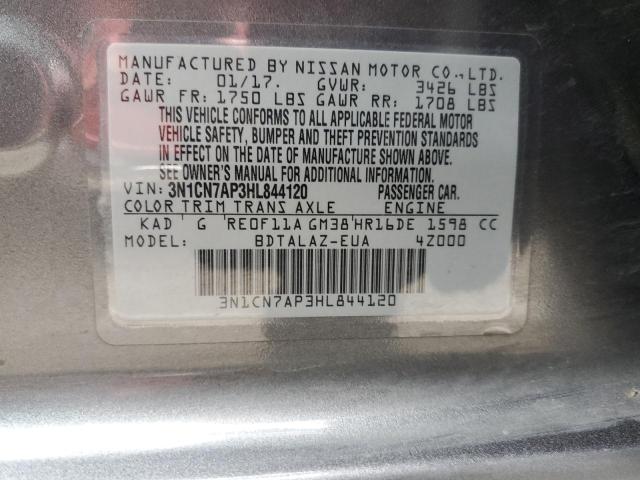 MANUFACTURED BY NISSAN MOTOR CO.,LTD.
DATE: 01/17. GVWR: 3426 LBS
GAWR FR: 1750 LBS GAWR RR: 1708 LBS
THIS VEHICLE CONFORMS TO ALL APPLICABLE FEDERAL MOTOR
VEHICLE SAFETY, BUMPER AND THEFT PREVENTION STANDARDS
IN EFFECT ON THE DATE OF MANUFACTURE SHOWN ABOVE.
SEE OWNER'S MANUAL FOR ADDITIONAL INFORMATION.
VIN: 3N1CN7AP3HL844120 PASSENGER CAR.
COLOR TRIM TRANS AXLE ENGINE
KAD G RE0F11A GM38 HR16DE 1598 CC
MODEL: BDTALAZ-EUA 4Z000
3N1CN7AP3HL844120